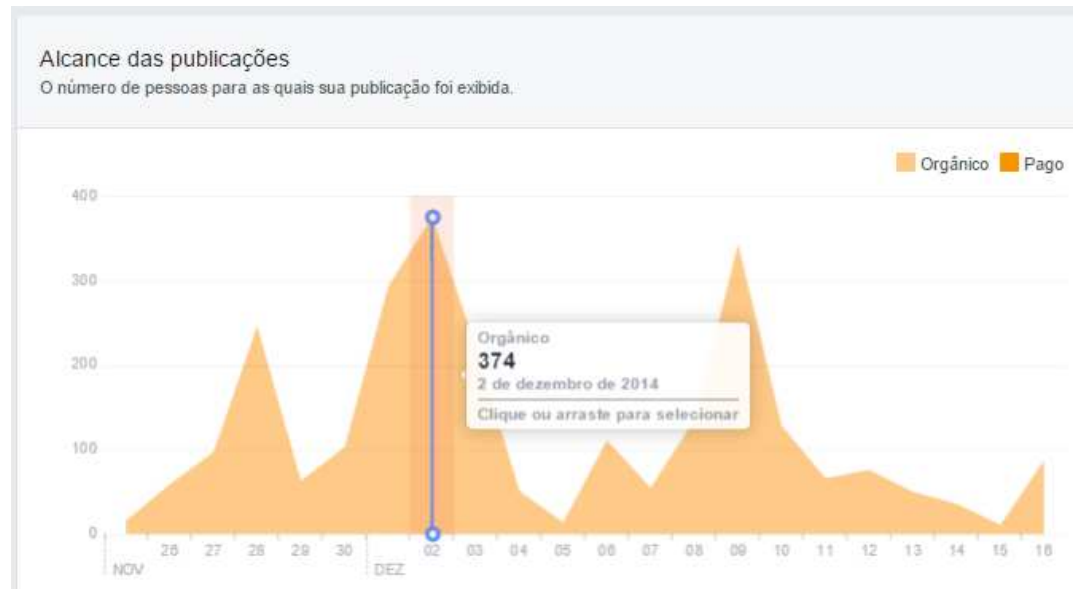 Alcance das publicações
O número de pessoas para as quais sua publicação foi exibida.
Orgânico Pago
400
300
Orgânico
374
2 de dezembro de 2014
Clique ou arraste para selecionar
200
100
0
26 27 28 29 30 02 03 04 05 06 07 08 09 10 11 12 13 14 15 16
NOV DEZ